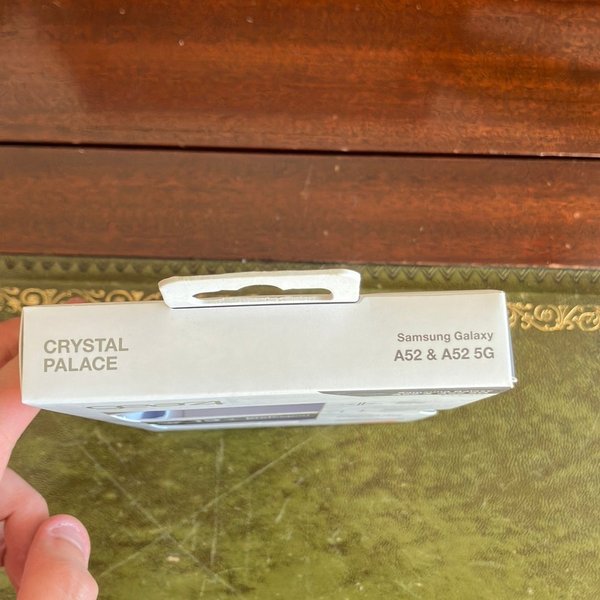 CRYSTAL
PALACE
Samsung Galaxy
A52 & A52 5G